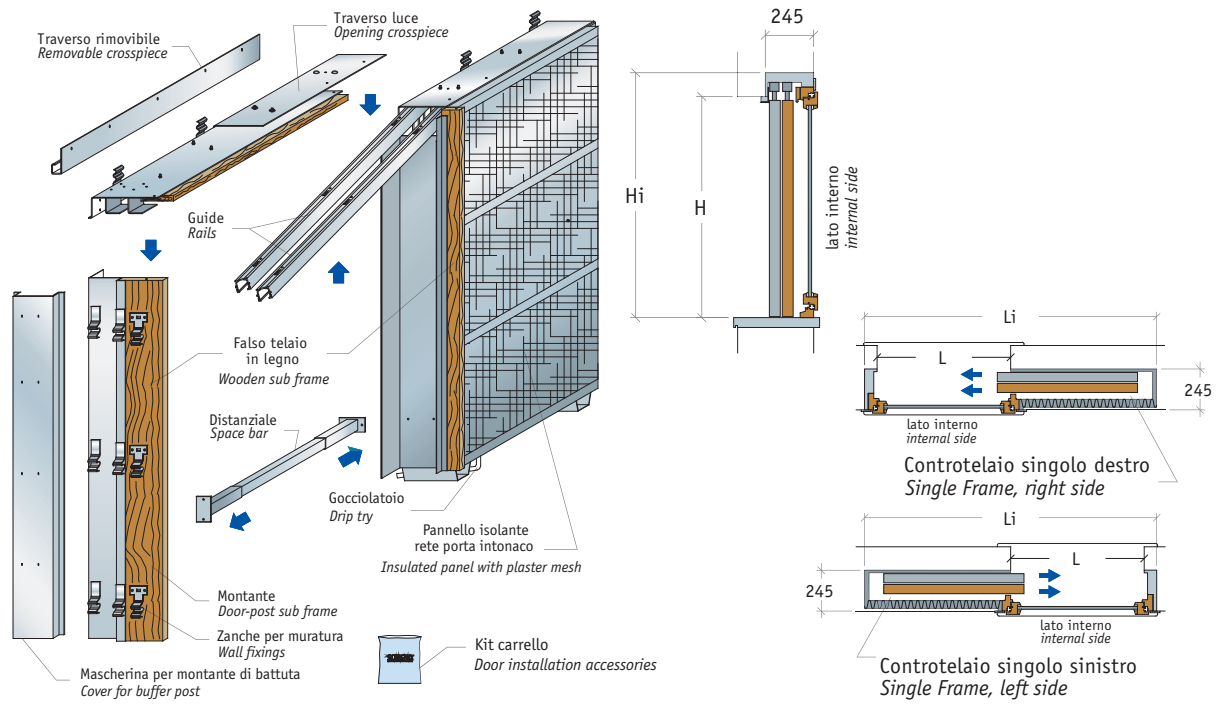 Traverso rimovibile
Removable crosspiece
Traverso luce
Opening crosspiece
Guide
Rails
Falso telaio
in legno
Wooden sub frame
Distanziale
Space bar
Gocciolatoio
Drip try
Pannello isolante
rete porta intonaco
Insulated panel with plaster mesh
Montante
Door-post sub frame
Zanche per muratura
Wall fixings
Mascherina per montante di battuta
Cover for buffer post
Kit carrello
Door installation accessories
245
Hi
H
lato interno
internal side
Li
L
245
lato interno
internal side
Controtelaio singolo destro
Single Frame, right side
Li
L
245
lato interno
internal side
Controtelaio singolo sinistro
Single Frame, left side